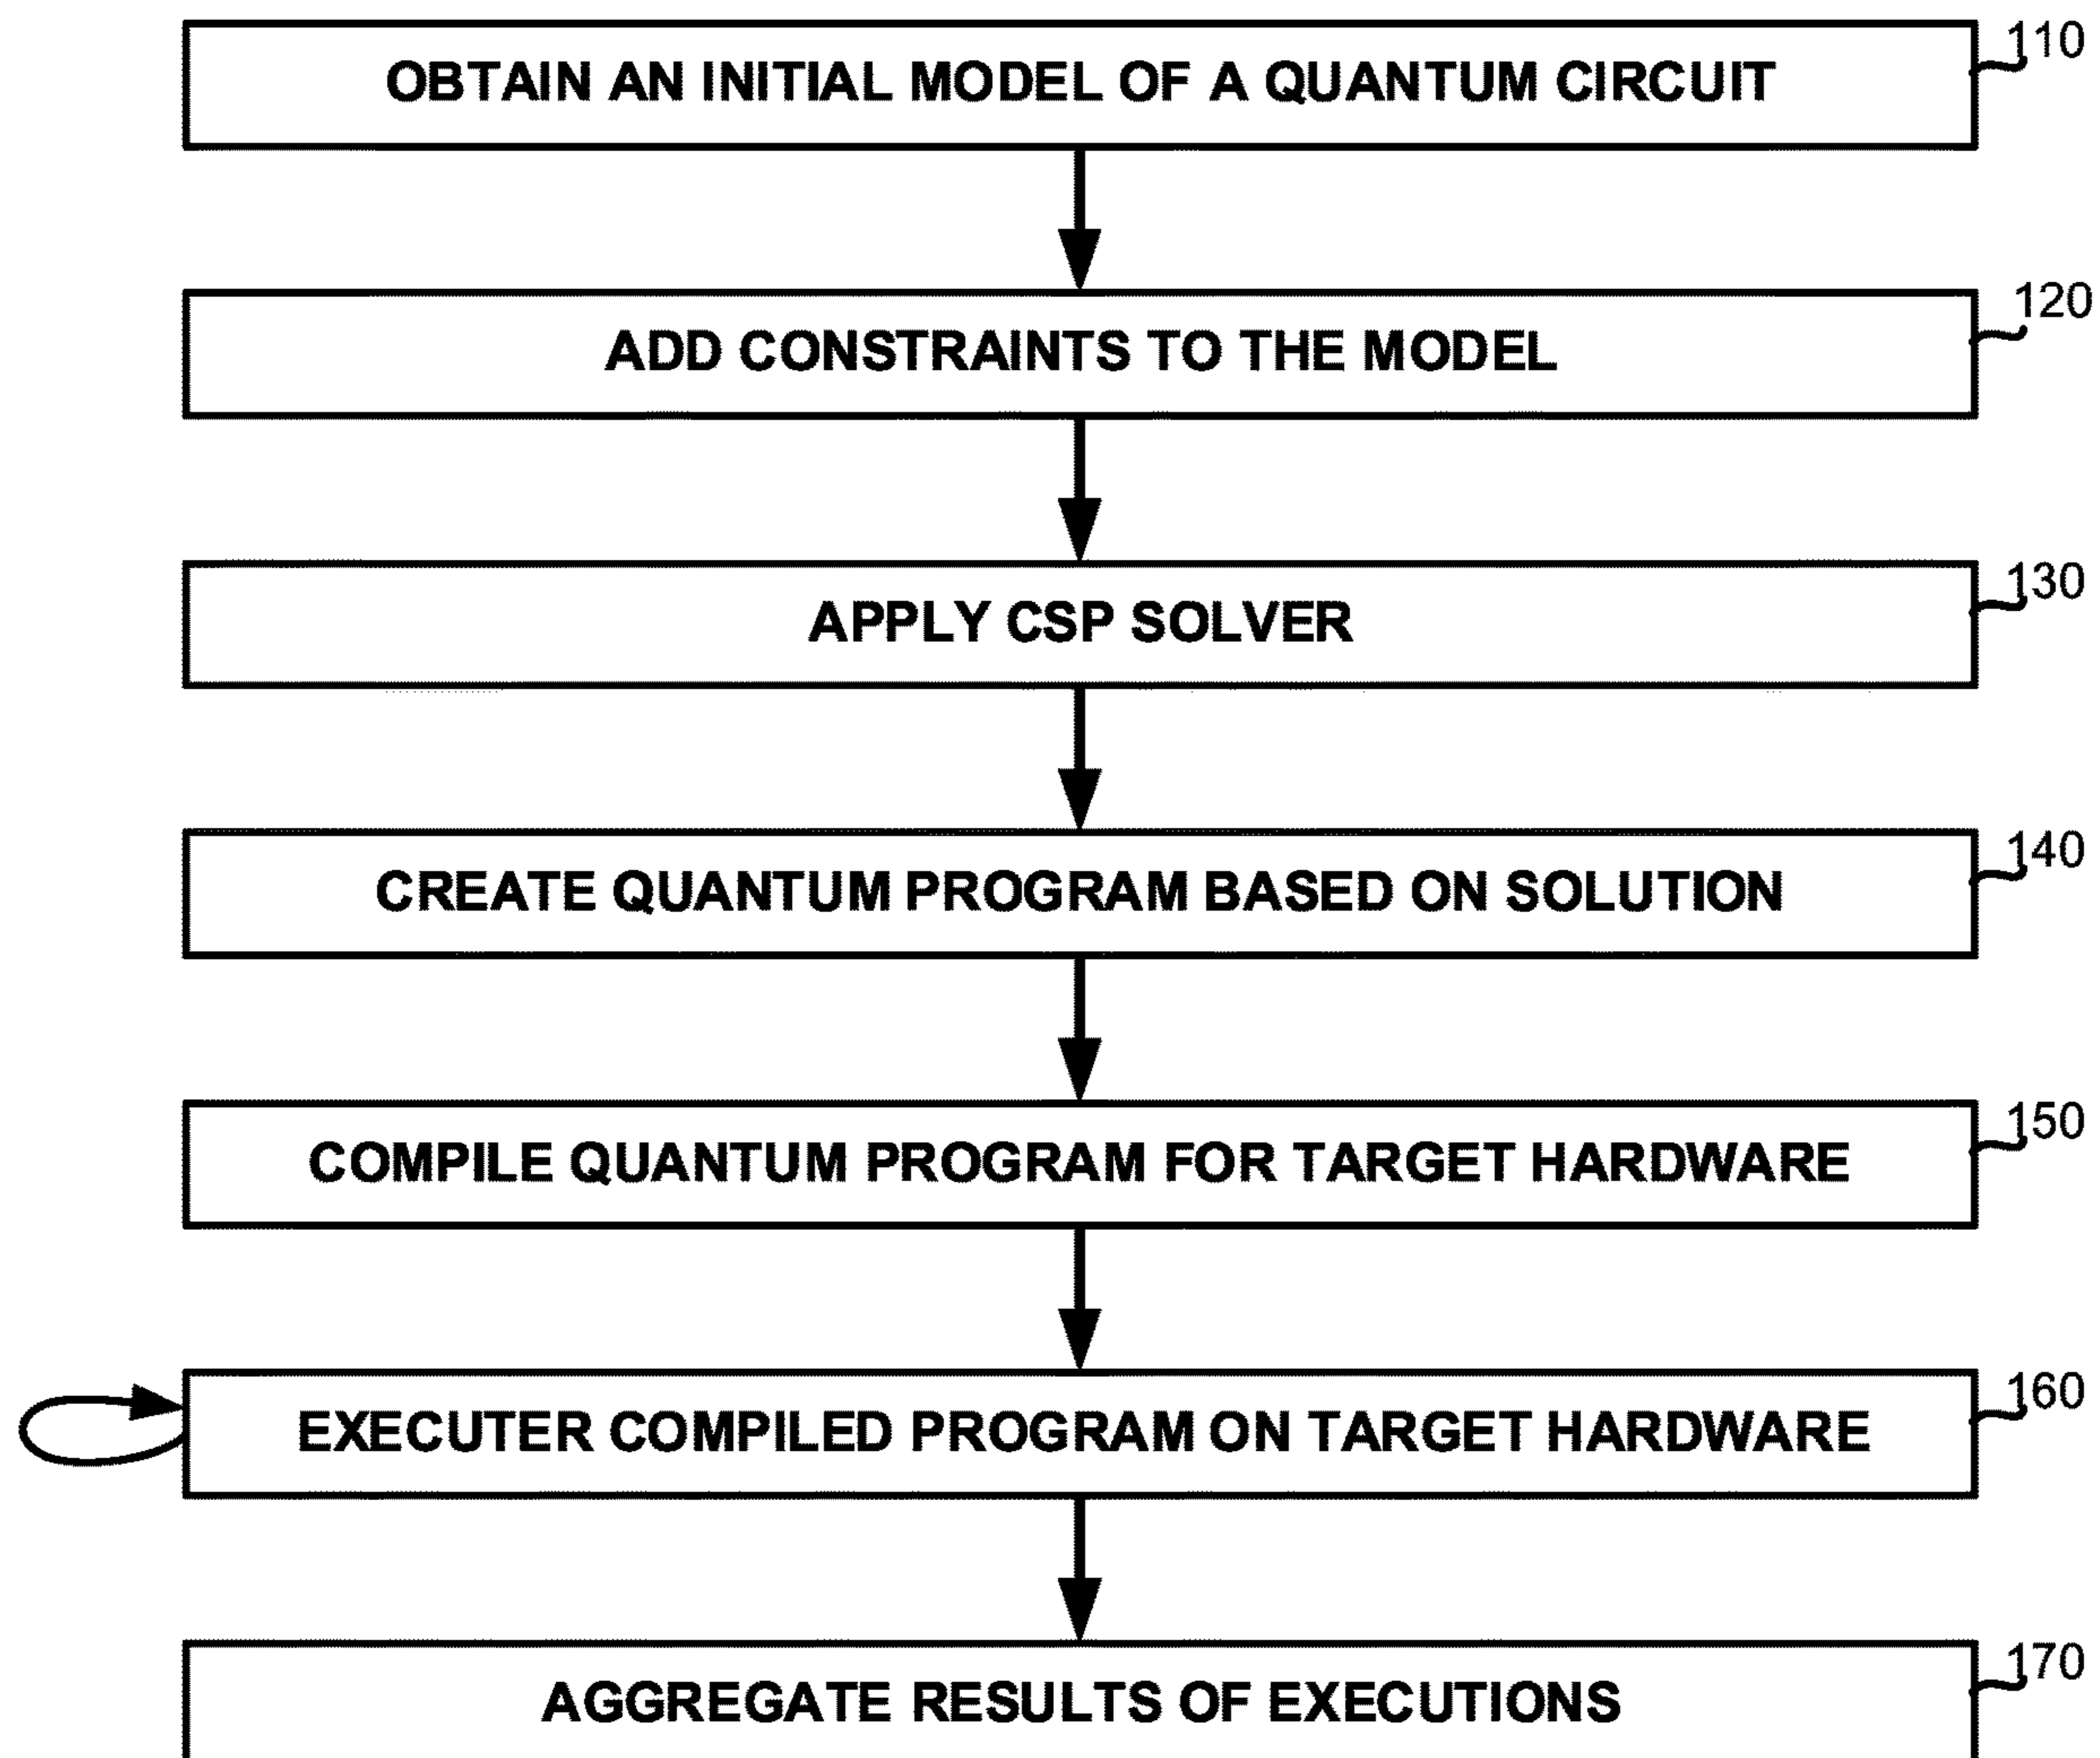 110
OBTAIN AN INITIAL MODEL OF A QUANTUM CIRCUIT
120
ADD CONSTRAINTS TO THE MODEL
130
APPLY CSP SOLVER
140
CREATE QUANTUM PROGRAM BASED ON SOLUTION
150
COMPILE QUANTUM PROGRAM FOR TARGET HARDWARE
160
EXECUTER COMPILED PROGRAM ON TARGET HARDWARE
170
AGGREGATE RESULTS OF EXECUTIONS